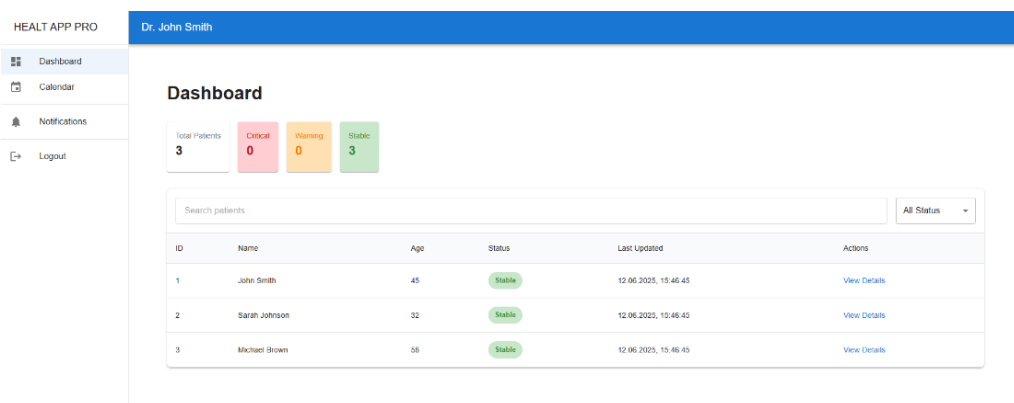 HEALT APP PRO
Dr. John Smith
Dashboard
Calendar
Notifications
Logout
Dashboard
Total Patients Critical Warning Stable
3 0 0 3
Search patients... All Status
ID Name Age Status Last Updated Actions
1 John Smith 45 Stable 12.06.2025, 15:46:45 View Details
2 Sarah Johnson 32 Stable 12.06.2025, 15:46:45 View Details
3 Michael Brown 58 Stable 12.06.2025, 15:46:45 View Details